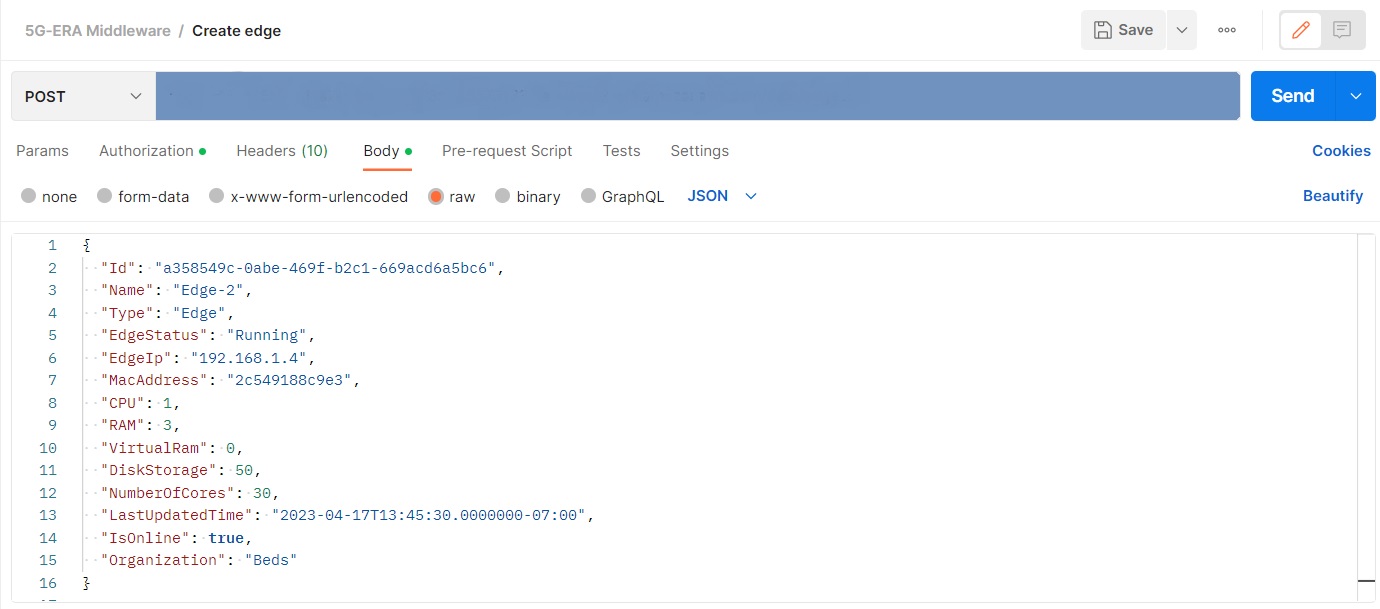 5G-ERA Middleware / Create edge
Save
POST
Send
Params Authorization Headers (10) Body Pre-request Script Tests Settings Cookies
none form-data x-www-form-urlencoded raw binary GraphQL JSON Beautify
1 {
2 "Id": "a358549c-0abe-469f-b2c1-669acd6a5bc6",
3 "Name": "Edge-2",
4 "Type": "Edge",
5 "EdgeStatus": "Running",
6 "EdgeIp": "192.168.1.4",
7 "MacAddress": "2c549188c9e3",
8 "CPU": 1,
9 "RAM": 3,
10 "VirtualRam": 0,
11 "DiskStorage": 50,
12 "NumberOfCores": 30,
13 "LastUpdatedTime": "2023-04-17T13:45:30.0000000-07:00",
14 "IsOnline": true,
15 "Organization": "Beds"
16 }